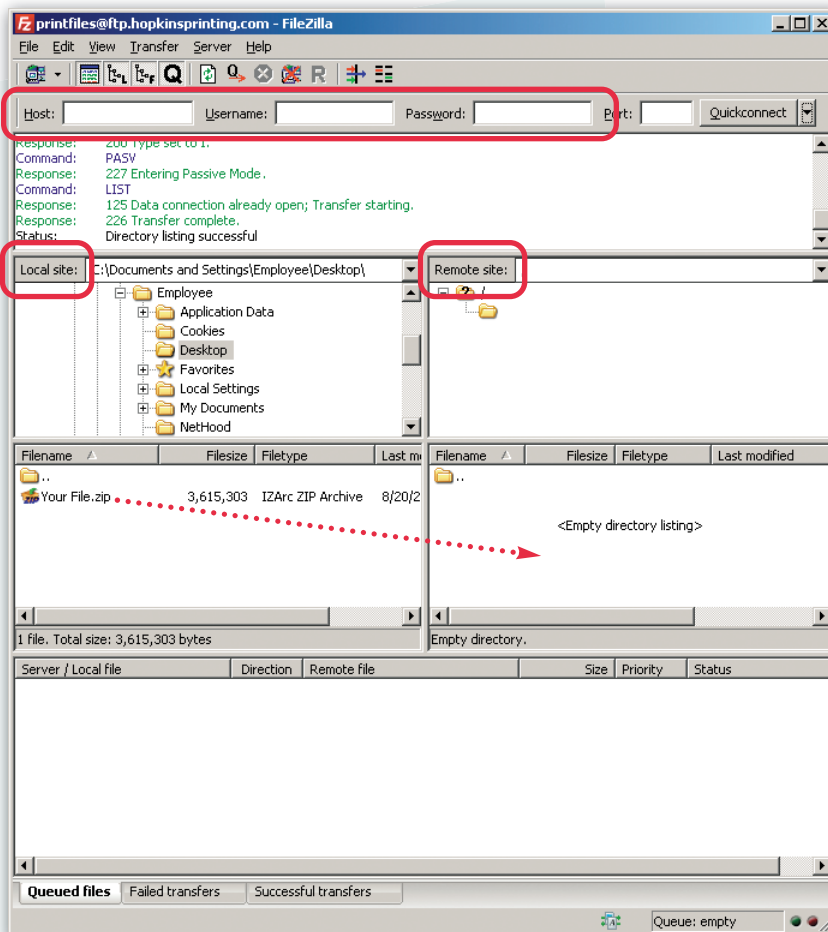 printfiles@ftp.hopkinsprinting.com - FileZilla
File Edit View Transfer Server Help
Host: Username: Password: Port: Quickconnect
Response: 200 Type set to I.
Command: PASV
Response: 227 Entering Passive Mode.
Command: LIST
Response: 125 Data connection already open; Transfer starting.
Response: 226 Transfer complete.
Status: Directory listing successful
Local site: C:\Documents and Settings\Employee\Desktop\ Remote site:
Employee /
Application Data
Cookies
Desktop
Favorites
Local Settings
My Documents
NetHood
Filename Filesize Filetype Last mo Filename Filesize Filetype Last modified
.. ..
Your File.zip 3,615,303 IZArc ZIP Archive 8/20/2
<Empty directory listing>
1 file. Total size: 3,615,303 bytes Empty directory.
Server / Local file Direction Remote file Size Priority Status
Queued files Failed transfers Successful transfers
Queue: empty